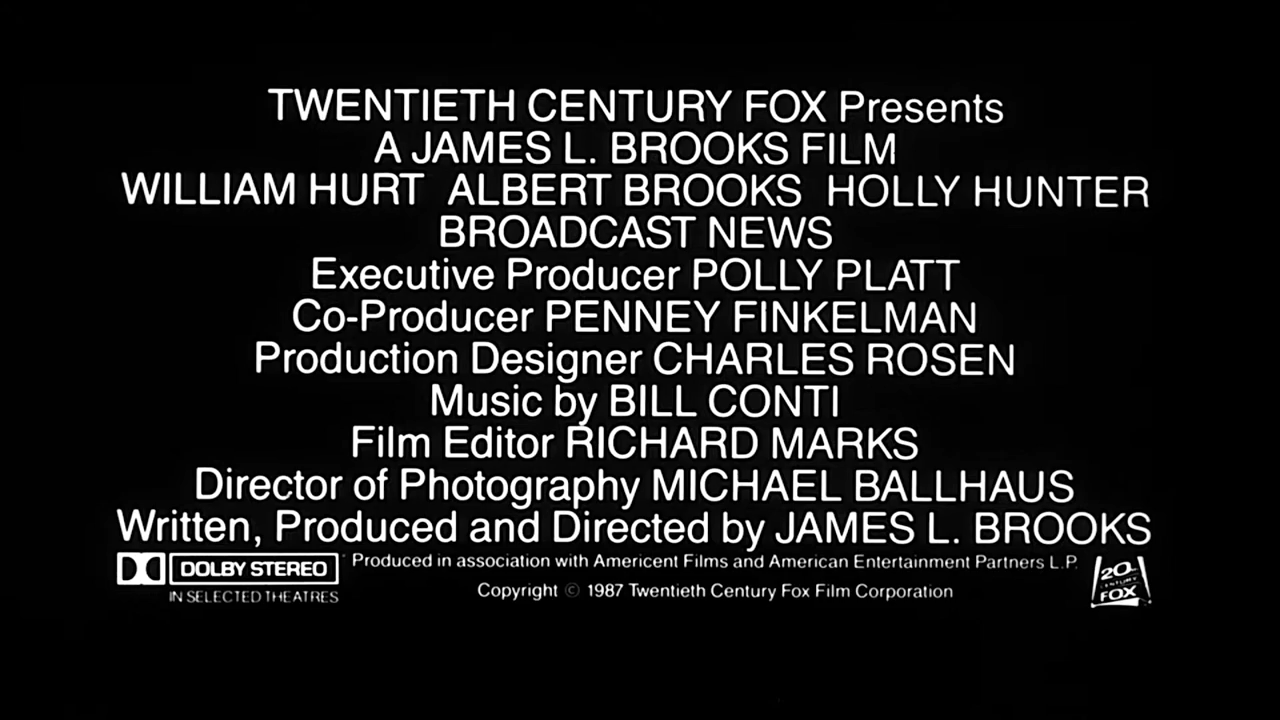 TWENTIETH CENTURY FOX Presents
A JAMES L. BROOKS FILM
WILLIAM HURT ALBERT BROOKS HOLLY HUNTER
BROADCAST NEWS
Executive Producer POLLY PLATT
Co-Producer PENNEY FINKELMAN
Production Designer CHARLES ROSEN
Music by BILL CONTI
Film Editor RICHARD MARKS
Director of Photography MICHAEL BALLHAUS
Written, Produced and Directed by JAMES L. BROOKS
DOLBY STEREO
IN SELECTED THEATRES
Produced in association with Americent Films and American Entertainment Partners L.P.
Copyright © 1987 Twentieth Century Fox Film Corporation
20th
CENTURY
FOX